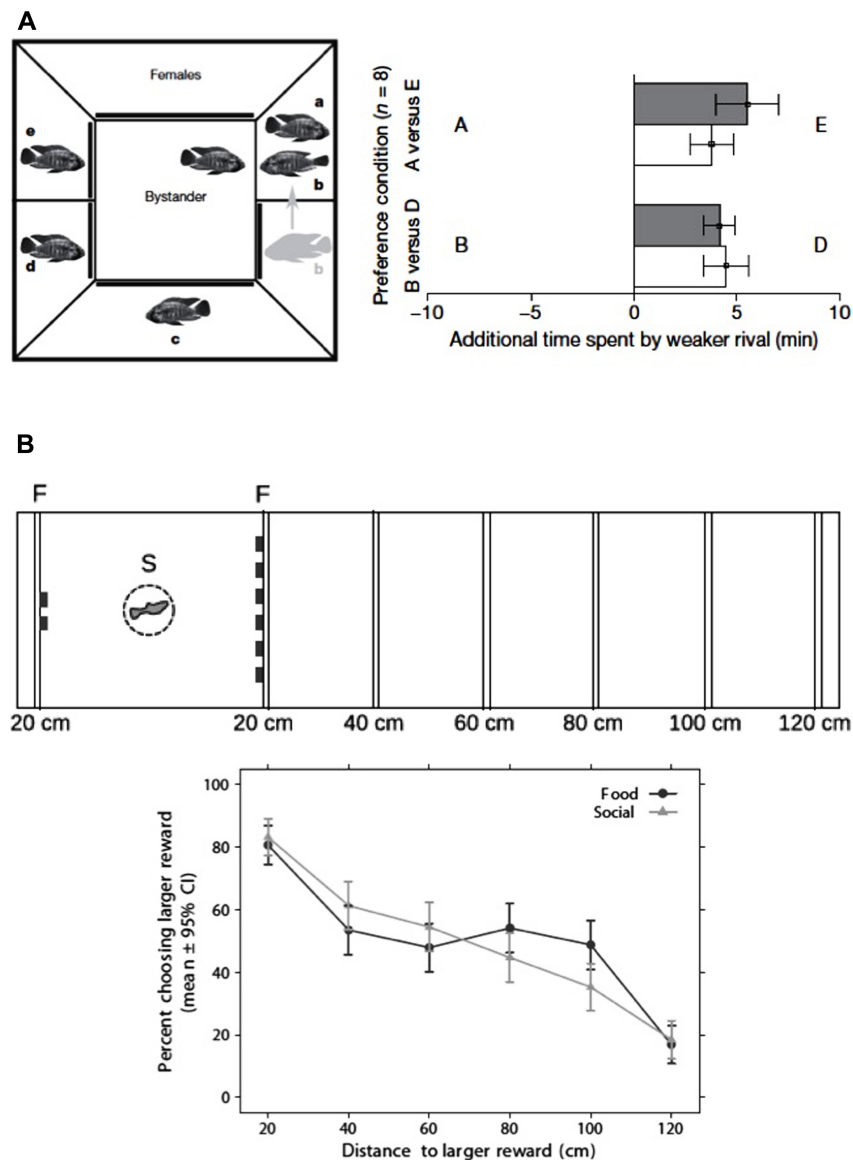 A
Females
a
e
b
Bystander
d
b
c
Preference condition (n = 8)
A versus E
B versus D
A
E
B
D
−10
−5
0
5
10
Additional time spent by weaker rival (min)
B
F
F
S
20 cm
20 cm
40 cm
60 cm
80 cm
100 cm
120 cm
Percent choosing larger reward
(mean ± 95% CI)
100
80
60
40
20
0
Food
Social
20
40
60
80
100
120
Distance to larger reward (cm)